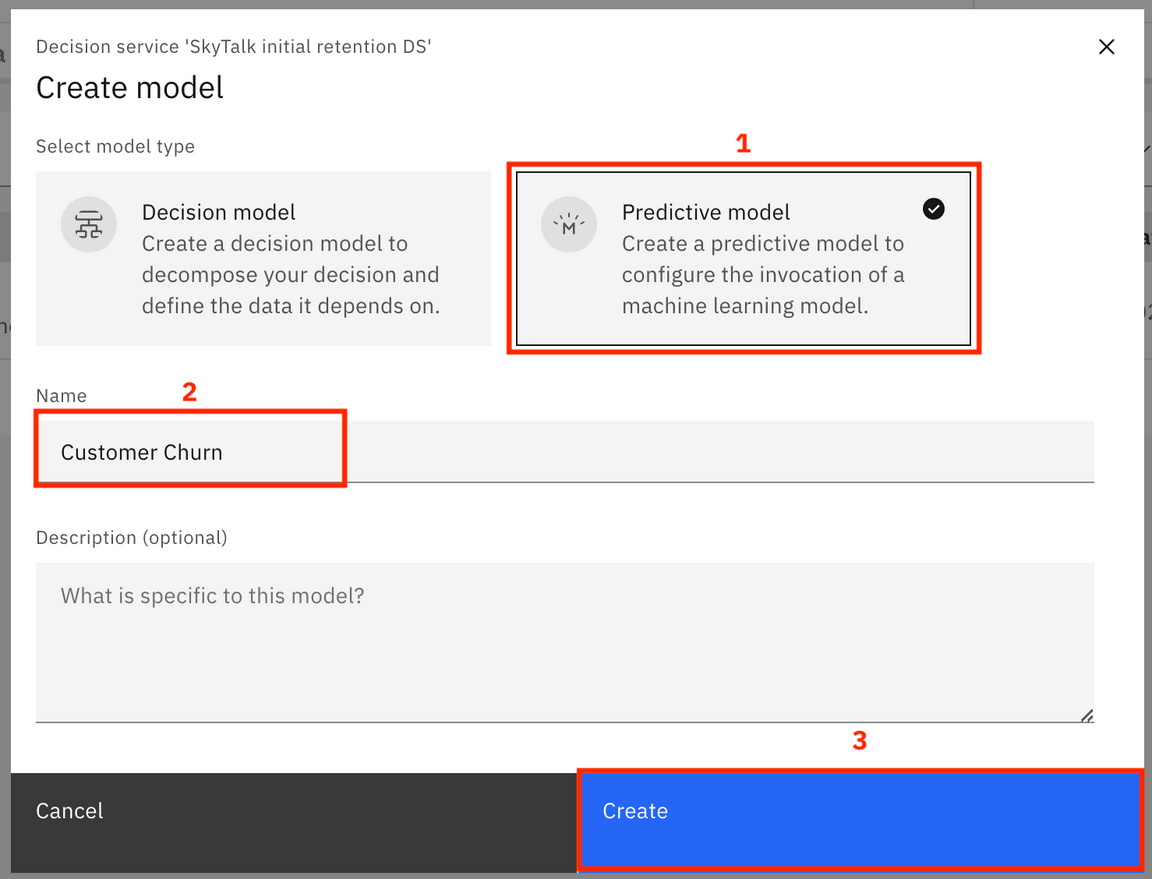 Decision service 'SkyTalk initial retention DS'
Create model
Select model type
1
Decision model
Create a decision model to
decompose your decision and
define the data it depends on.
M
Predictive model
Create a predictive model to
configure the invocation of a
machine learning model.
Name
2
Customer Churn
Description (optional)
What is specific to this model?
3
Cancel
Create